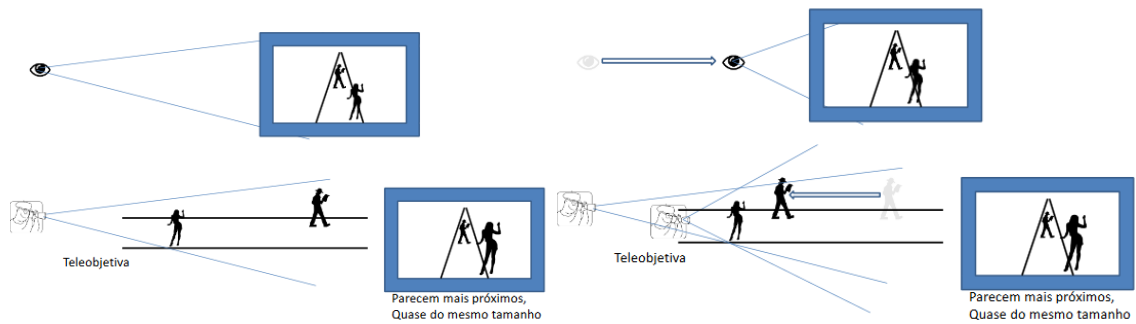 Teleobjetiva
Parecem mais próximos,
Quase do mesmo tamanho
Teleobjetiva
Parecem mais próximos,
Quase do mesmo tamanho